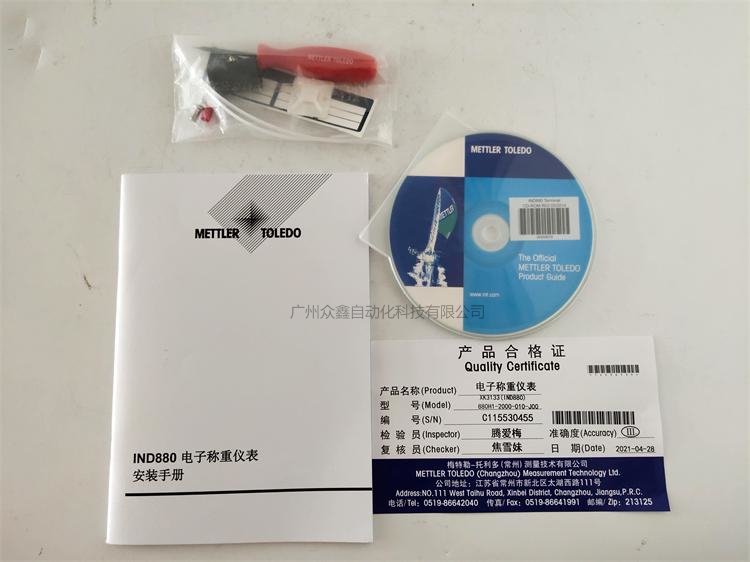 METTLER TOLEDO
METTLER TOLEDO
IND880 Terminal
The Official
METTLER TOLEDO
Product Guide
www.mt.com
METTLER TOLEDO
IND880 电子称重仪表
安装手册
广州众鑫自动化科技有限公司
产品合格证
Quality Certificate
产品名称(Product) 电子称重仪表
XK3133(IND880)
型 号(Model) 880H1-2000-010-J00
编 号(S/N) C115530455
检 验 员(Inspector) 腾爱梅 准确度(Accuracy) III
复 核 员(Checker) 焦雪妹 日 期(Date) 2021-04-28
梅特勒-托利多(常州)测量技术有限公司
METTLER TOLEDO (Changzhou) Measurement Technology Ltd.
公司地址：江苏省常州市新北区太湖西路111号
Address:NO.111 West Taihu Road, Xinbei District, Changzhou, Jiangsu,P.R.C.
电话/Tel: 0519-86642040 传真/Fax: 0519-86641991 邮编/Zip: 213125